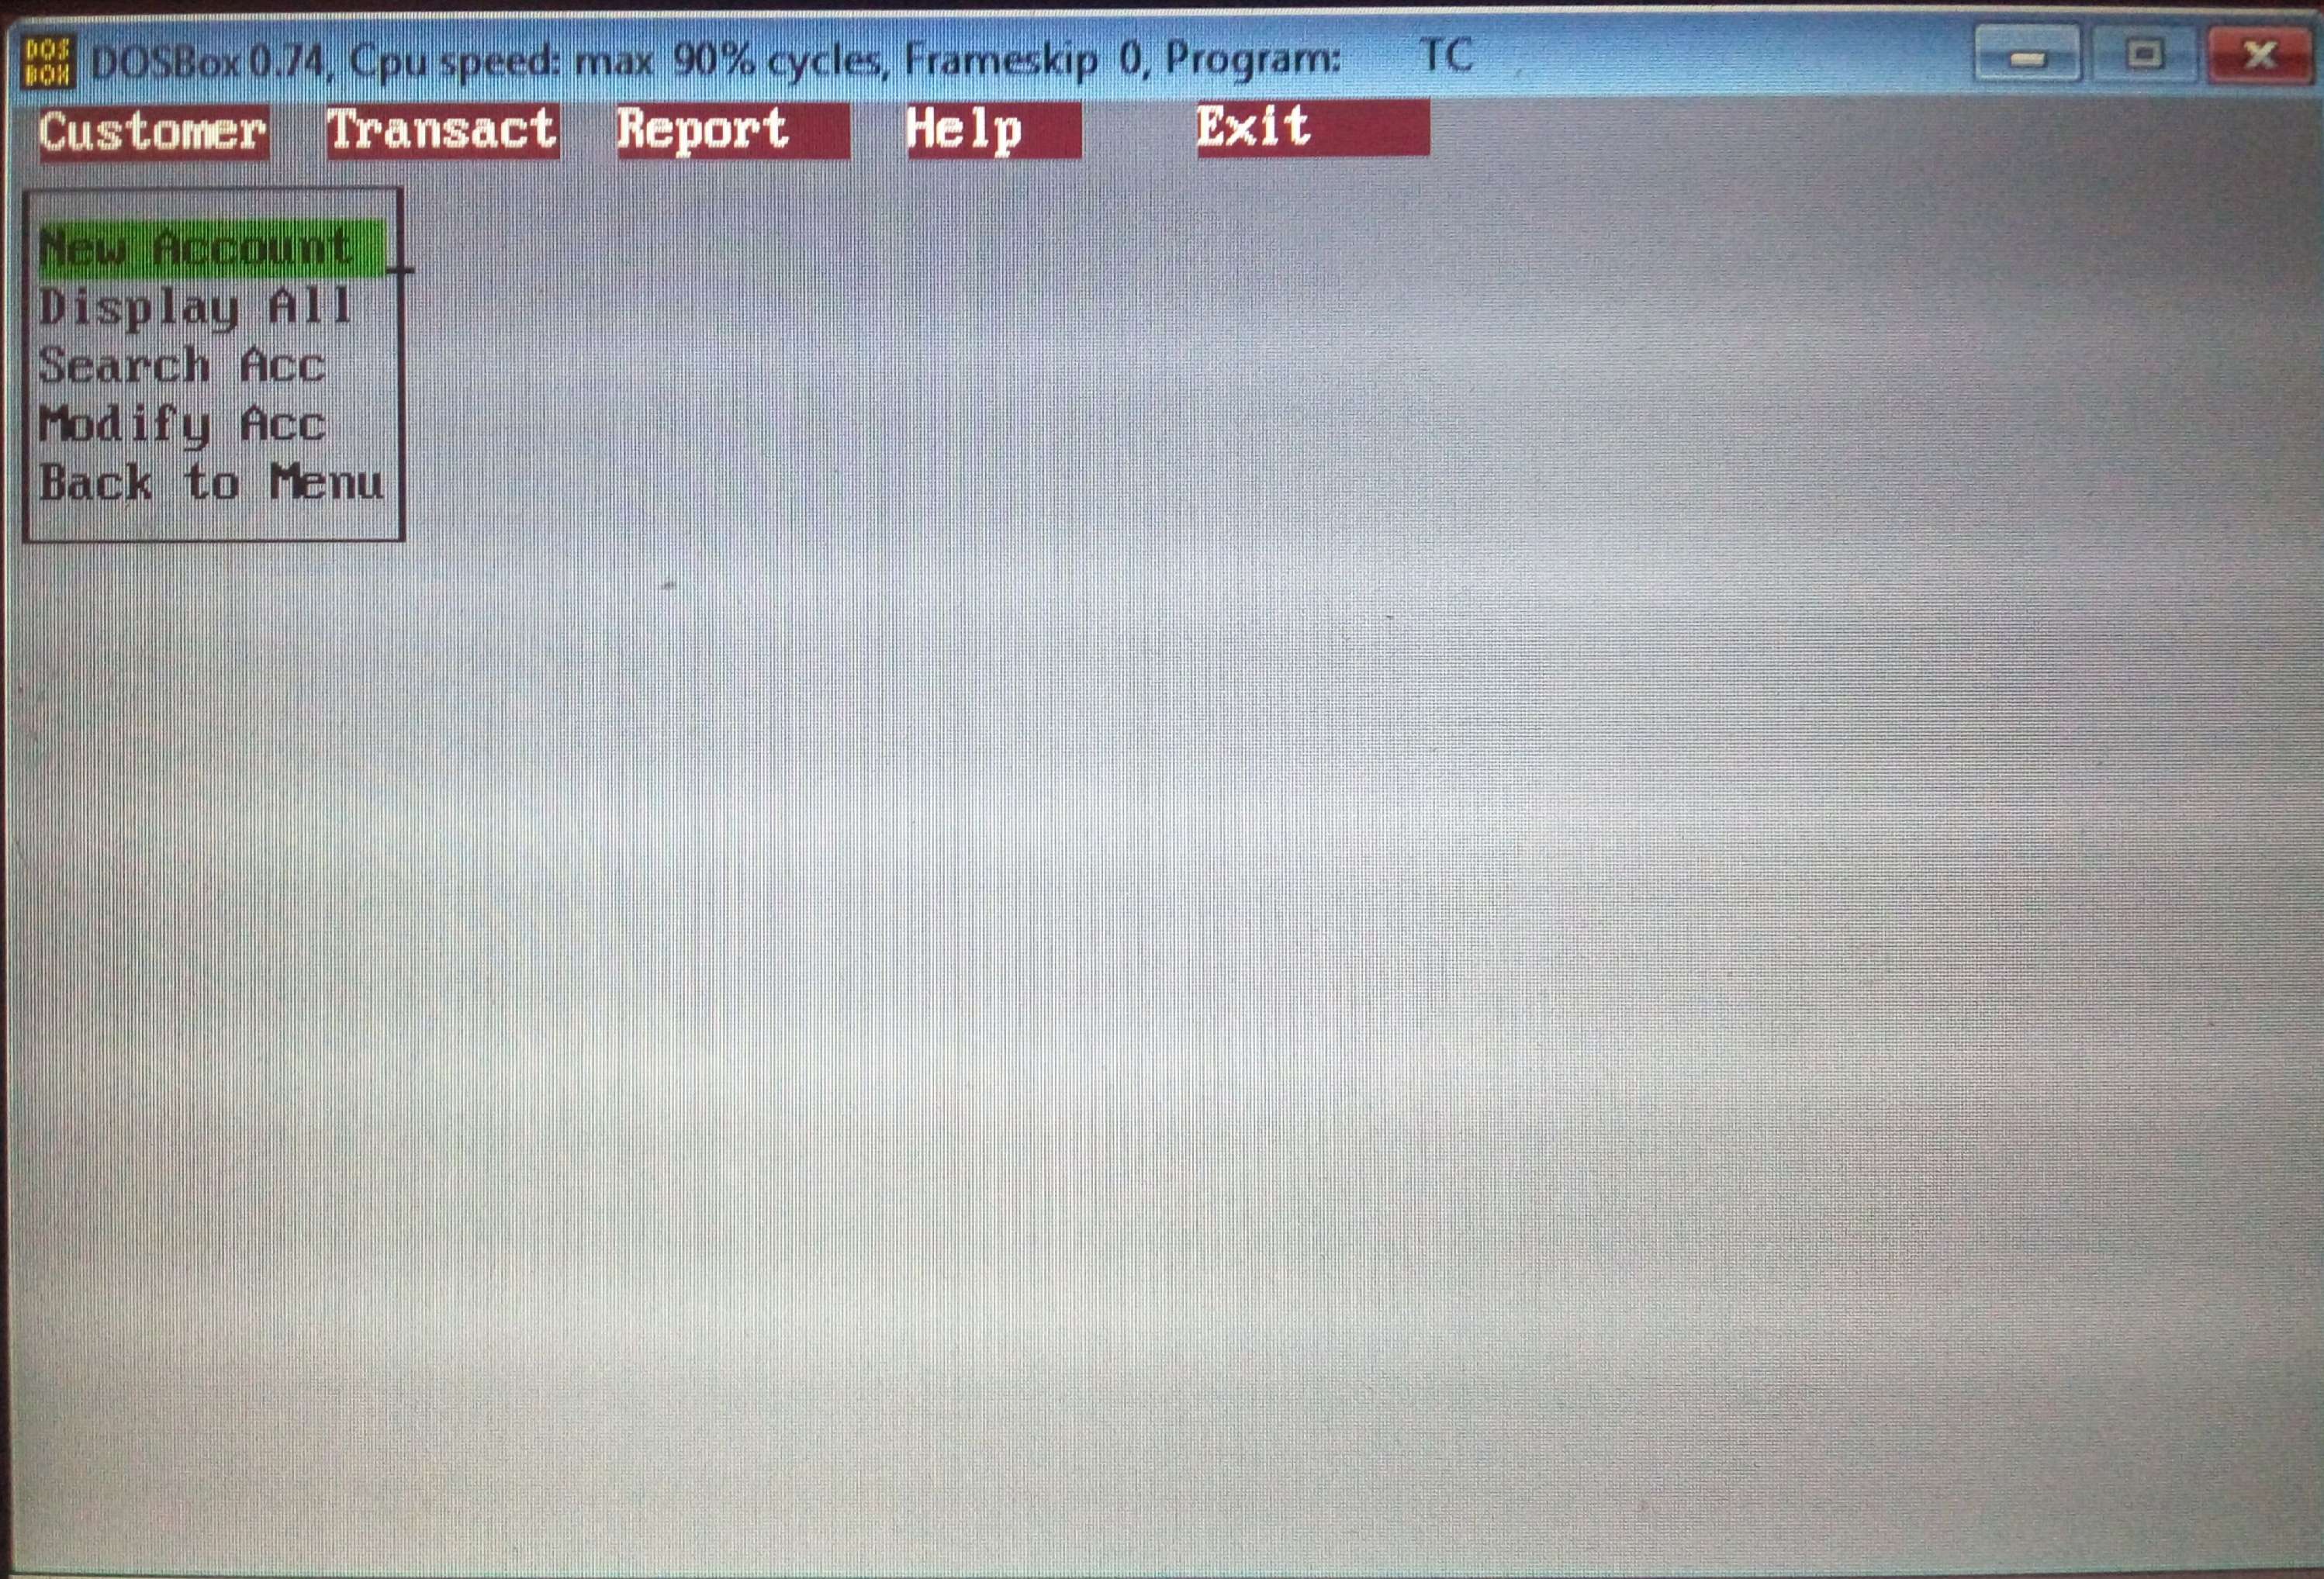 DOS
BOX
DOSBox 0.74, Cpu speed: max 90% cycles, Frameskip 0, Program: TC
Customer Transact Report Help Exit
New Account
Display All
Search Acc
Modify Acc
Back to Menu